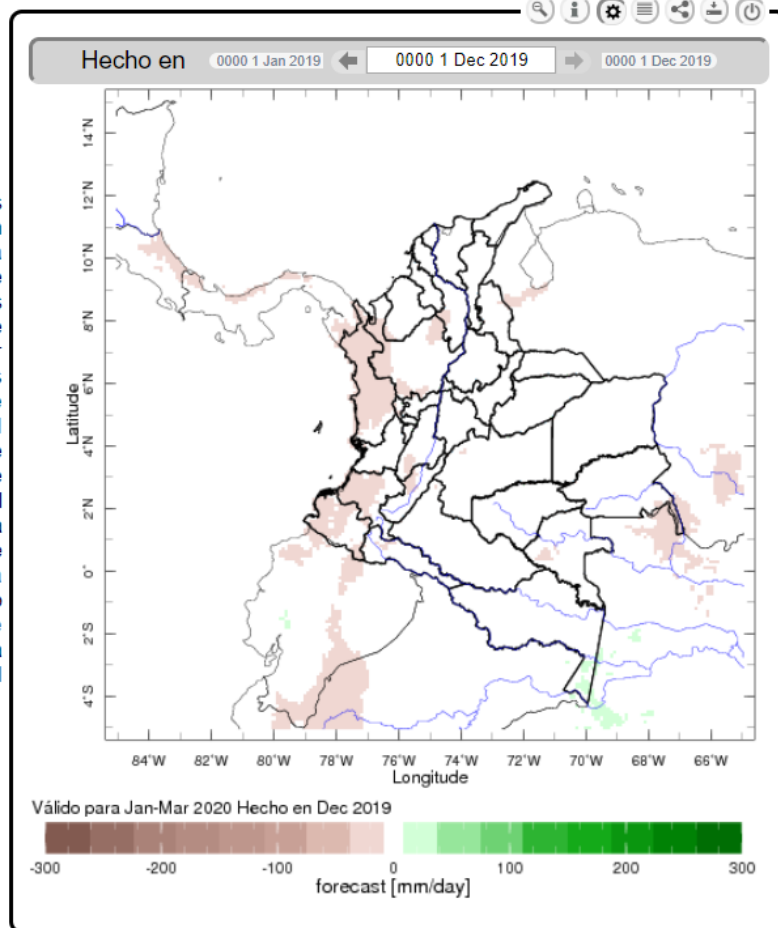 Hecho en 0000 1 Jan 2019 0000 1 Dec 2019 0000 1 Dec 2019
14°N
12°N
10°N
8°N
6°N
4°N
2°N
0°
2°S
4°S
Latitude
84°W 82°W 80°W 78°W 76°W 74°W 72°W 70°W 68°W 66°W
Longitude
Válido para Jan-Mar 2020 Hecho en Dec 2019
-300 -200 -100 0 100 200 300
forecast [mm/day]